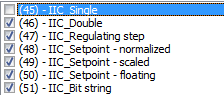 (45) - IIC_Single
(46) - IIC_Double
(47) - IIC_Regulating step
(48) - IIC_Setpoint - normalized
(49) - IIC_Setpoint - scaled
(50) - IIC_Setpoint - floating
(51) - IIC_Bit string